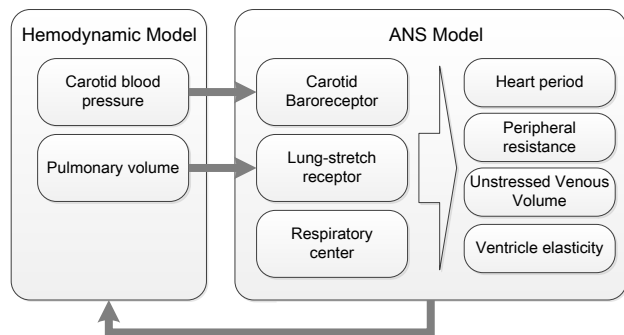 Hemodynamic Model
Carotid blood
pressure
Pulmonary volume
ANS Model
Carotid
Baroreceptor
Lung-stretch
receptor
Respiratory
center
Heart period
Peripheral
resistance
Unstressed Venous
Volume
Ventricle elasticity